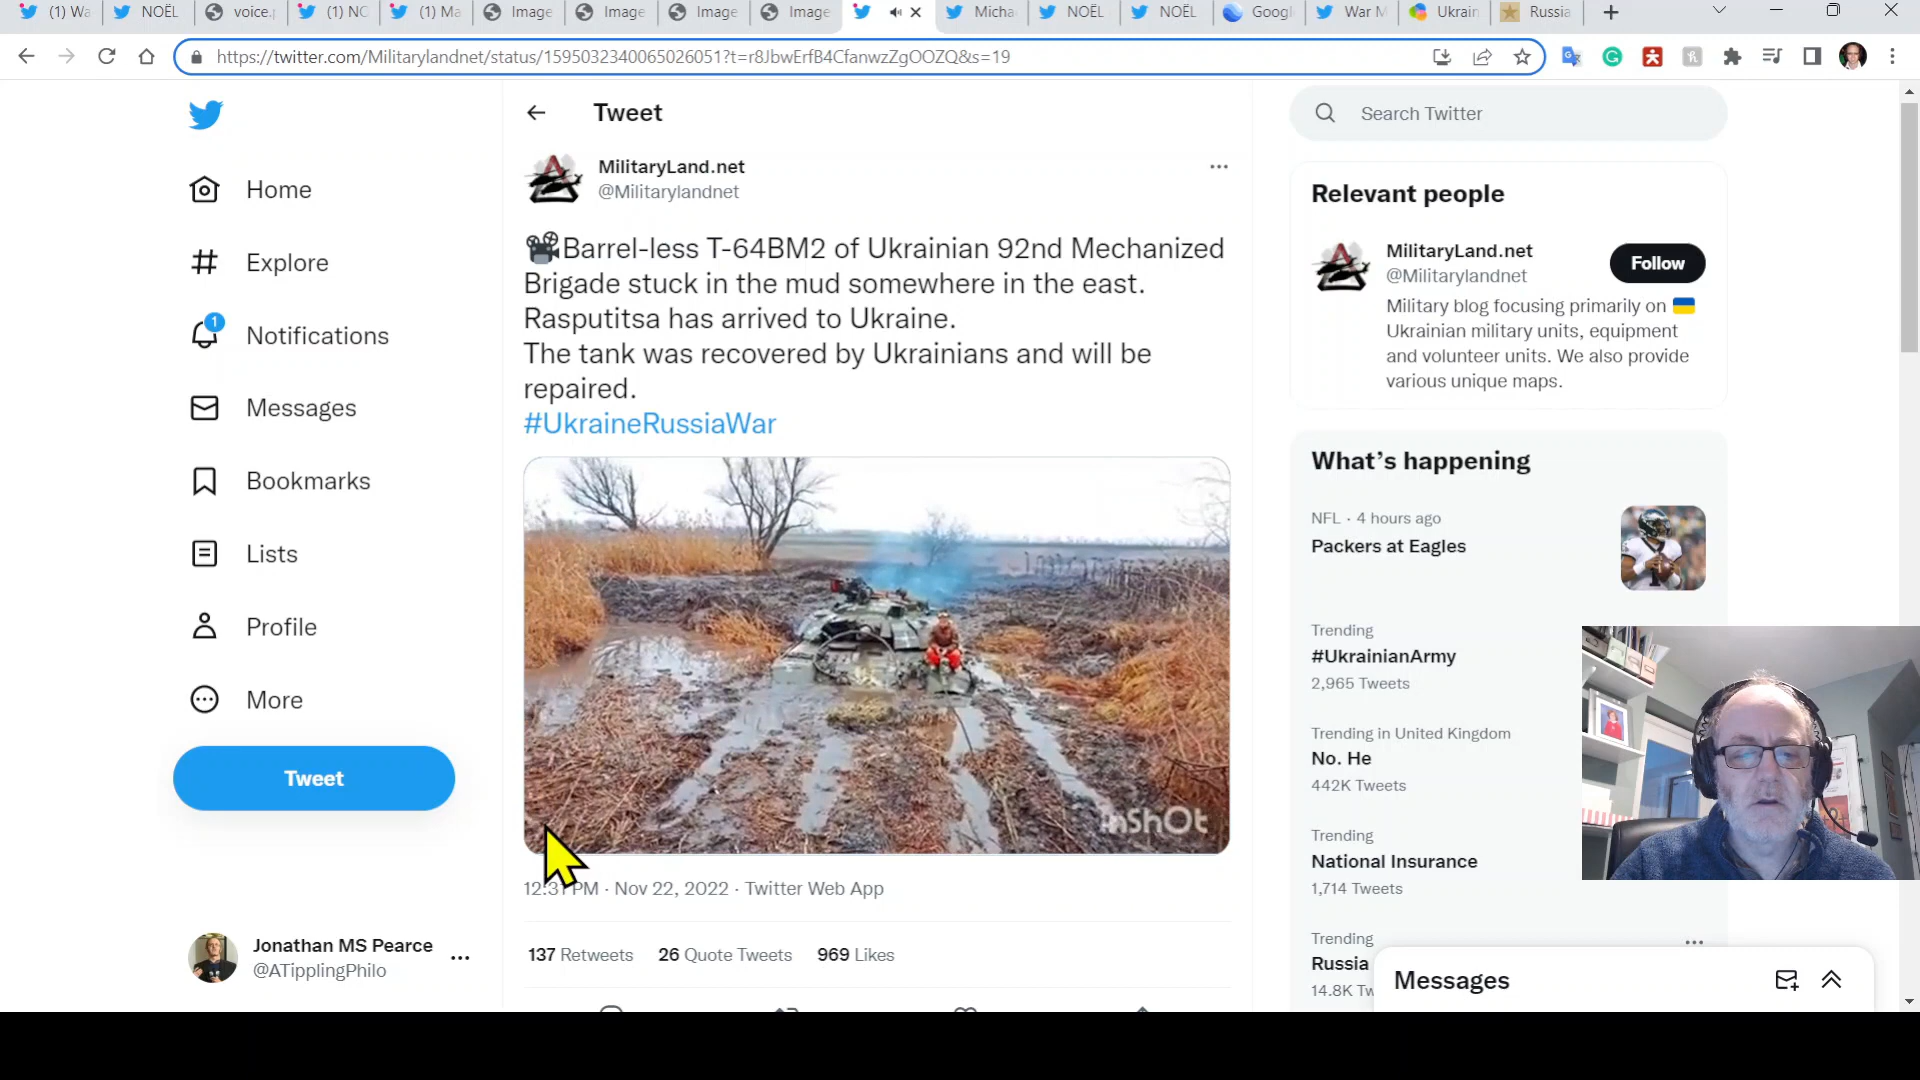 (1) Wa
NOËL
voice.
(1) NO
(1) Ma
Image
Image
Image
Image
Micha
NOËL
NOËL
Googl
War M
Ukrain
Russia
https://twitter.com/Militarylandnet/status/1595032340065026051?t=r8JbwErfB4CfanwzZgOOZQ&s=19
Home
Explore
1
Notifications
Messages
Bookmarks
Lists
Profile
More
Tweet
Jonathan MS Pearce
@ATipplingPhilo
Tweet
MilitaryLand.net
@Militarylandnet
Barrel-less T-64BM2 of Ukrainian 92nd Mechanized
Brigade stuck in the mud somewhere in the east.
Rasputitsa has arrived to Ukraine.
The tank was recovered by Ukrainians and will be
repaired.
#UkraineRussiaWar
InShOt
12:31 PM · Nov 22, 2022 · Twitter Web App
137 Retweets 26 Quote Tweets 969 Likes
Search Twitter
Relevant people
MilitaryLand.net
@Militarylandnet
Follow
Military blog focusing primarily on
Ukrainian military units, equipment
and volunteer units. We also provide
various unique maps.
What's happening
NFL · 4 hours ago
Packers at Eagles
Trending
#UkrainianArmy
2,965 Tweets
Trending in United Kingdom
No. He
442K Tweets
Trending
National Insurance
1,714 Tweets
Trending
Russia
14.8K Tw
Messages